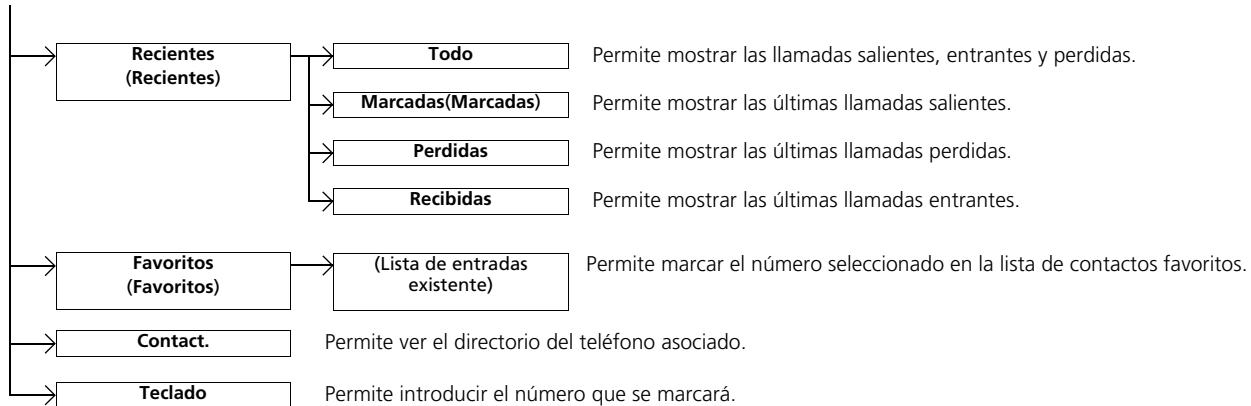 Recientes
(Recientes)
Todo
Permite mostrar las llamadas salientes, entrantes y perdidas.
Marcadas(Marcadas)
Permite mostrar las últimas llamadas salientes.
Perdidas
Permite mostrar las últimas llamadas perdidas.
Recibidas
Permite mostrar las últimas llamadas entrantes.
Favoritos
(Favoritos)
(Lista de entradas
existente)
Permite marcar el número seleccionado en la lista de contactos favoritos.
Contact.
Permite ver el directorio del teléfono asociado.
Teclado
Permite introducir el número que se marcará.